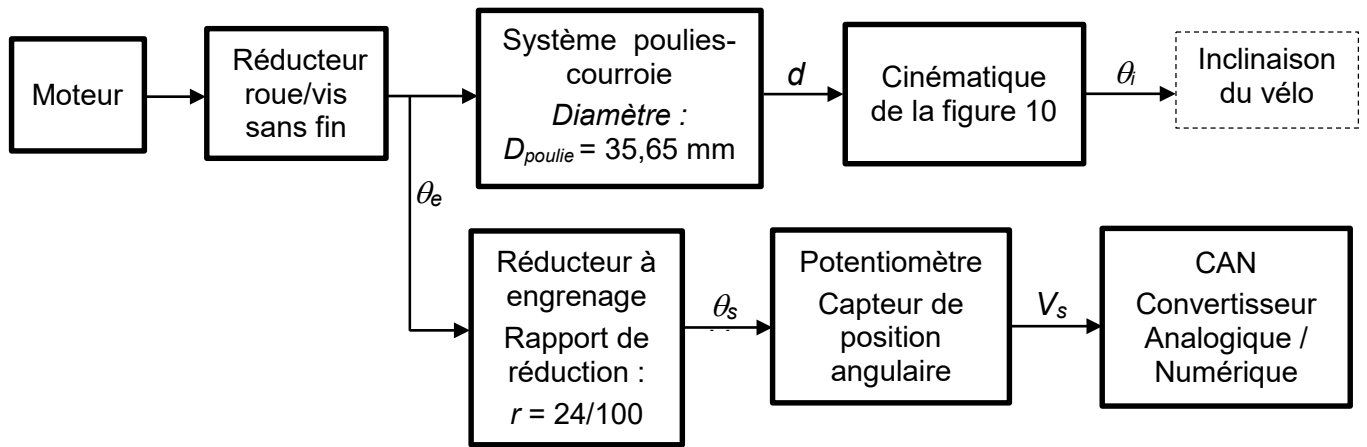 Moteur
Réducteur
roue/vis
sans fin
θe
Système poulies-
courroie
Diamètre :
Dpoulie = 35,65 mm
d
Cinématique
de la figure 10
θi
Inclinaison
du vélo
Réducteur à
engrenage
Rapport de
réduction :
r = 24/100
θs
Potentiomètre
Capteur de
position
angulaire
Vs
CAN
Convertisseur
Analogique /
Numérique